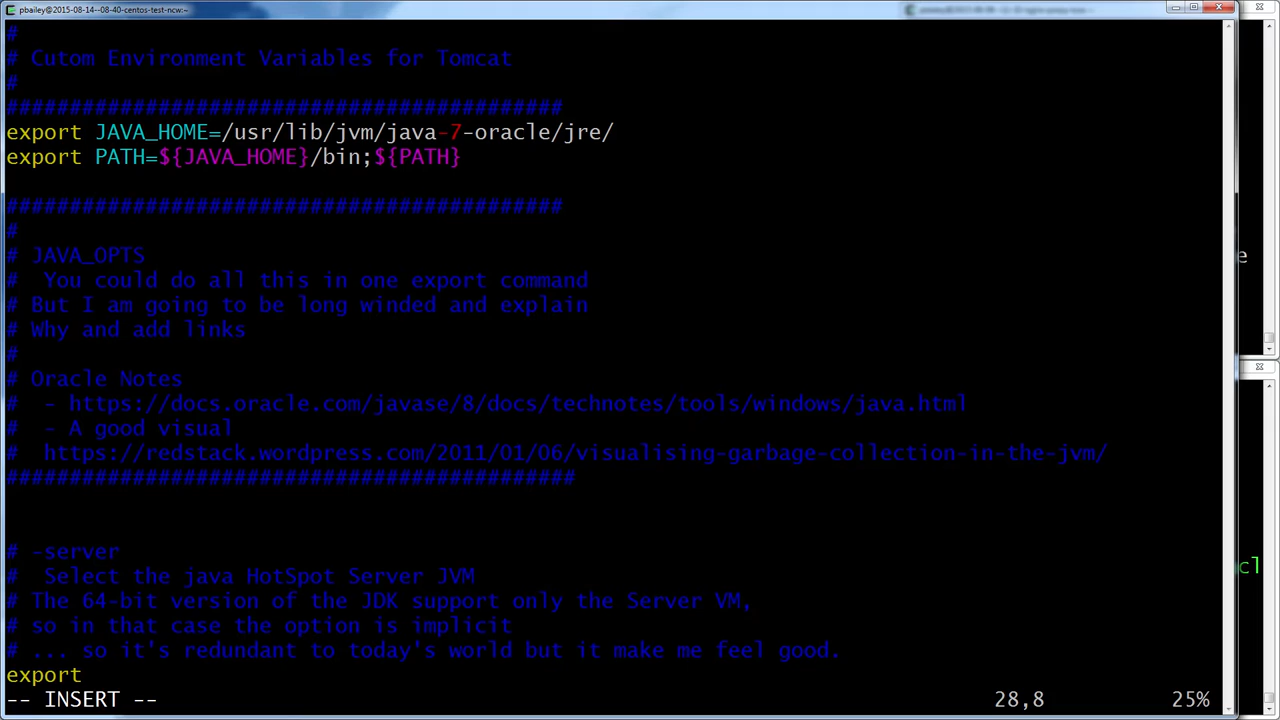 pbailey@2015-08-14--08-40-centos-test-ncw:~
#
# Cutom Environment Variables for Tomcat
#
############################################
export JAVA_HOME=/usr/lib/jvm/java-7-oracle/jre/
export PATH=${JAVA_HOME}/bin;${PATH}
############################################
#
# JAVA_OPTS
#  You could do all this in one export command
# But I am going to be long winded and explain
# Why and add links
#
# Oracle Notes
#  - https://docs.oracle.com/javase/8/docs/technotes/tools/windows/java.html
#  - A good visual
#  https://redstack.wordpress.com/2011/01/06/visualising-garbage-collection-in-the-jvm/
#############################################
# -server
#  Select the java HotSpot Server JVM
# The 64-bit version of the JDK support only the Server VM,
# so in that case the option is implicit
# ... so it's redundant to today's world but it make me feel good.
export
-- INSERT -- 28,8 25%
e
cl